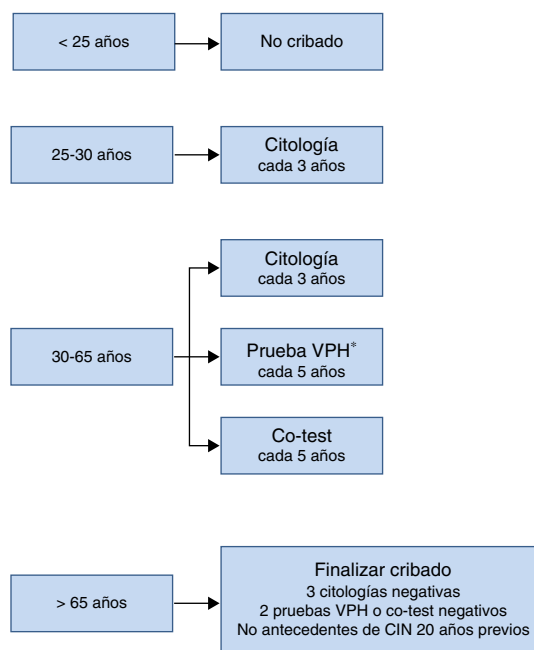 < 25 años
No cribado
25-30 años
Citología
cada 3 años
30-65 años
Citología
cada 3 años
Prueba VPH*
cada 5 años
Co-test
cada 5 años
> 65 años
Finalizar cribado
3 citologías negativas
2 pruebas VPH o co-test negativos
No antecedentes de CIN 20 años previos